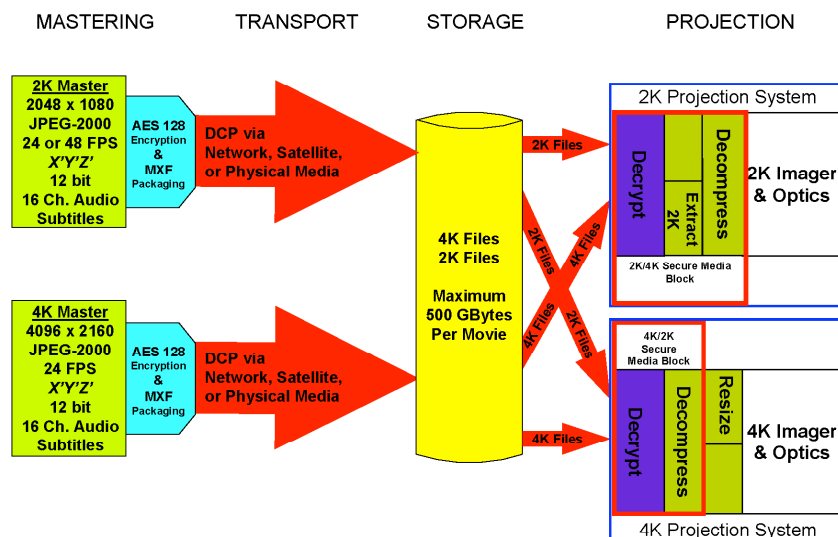 MASTERING
TRANSPORT
STORAGE
PROJECTION
2K Master
2048 x 1080
JPEG-2000
24 or 48 FPS
X'Y'Z'
12 bit
16 Ch. Audio
Subtitles
AES 128
Encryption
&
MXF
Packaging
DCP via
Network, Satellite,
or Physical Media
4K Master
4096 x 2160
JPEG-2000
24 FPS
X'Y'Z'
12 bit
16 Ch. Audio
Subtitles
AES 128
Encryption
&
MXF
Packaging
DCP via
Network, Satellite,
or Physical Media
4K Files
2K Files
Maximum
500 GBytes
Per Movie
2K Files
2K Files
4K Files
4K Files
2K Files
4K Files
2K Projection System
Decrypt
Extract
2K
Decompress
2K Imager
& Optics
2K/4K Secure Media
Block
4K/2K
Secure
Media Block
Decrypt
Decompress
Resize
4K Imager
& Optics
4K Projection System